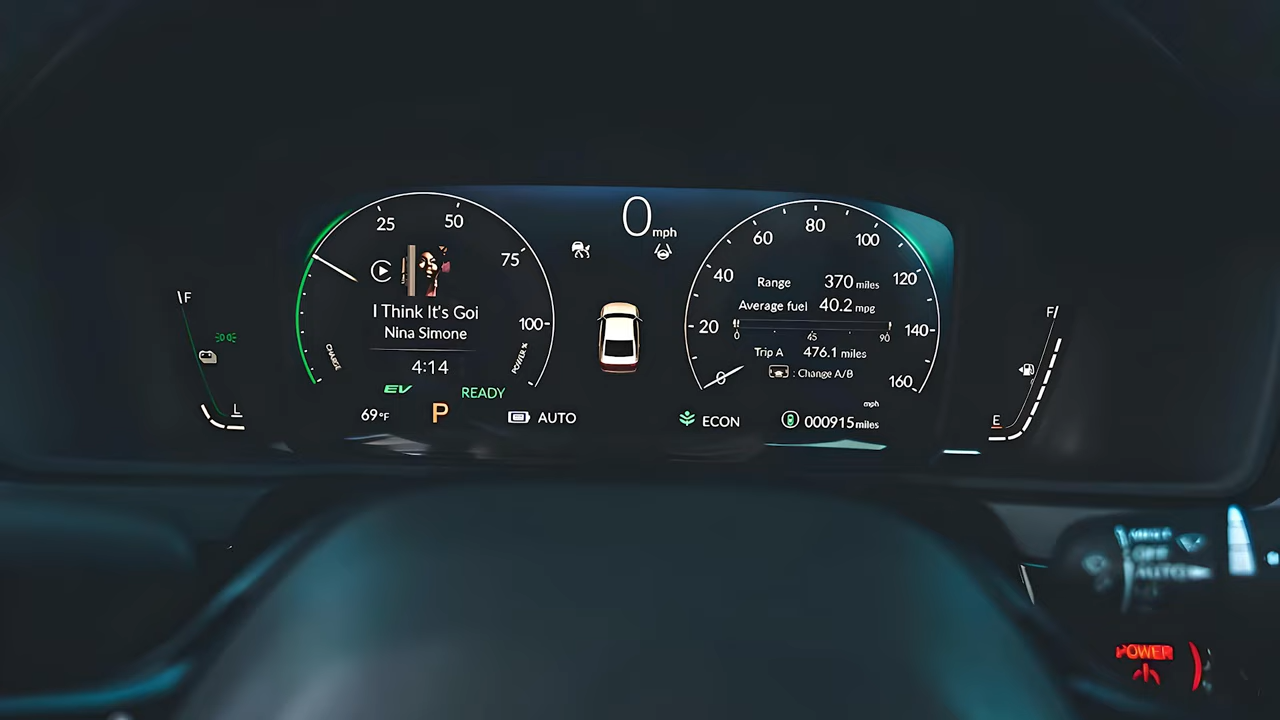 0 mph
25
50
75
100
CHARGE
POWER %
I Think It's Goi
Nina Simone
4:14
EV
READY
69°F
P
AUTO
F
L
0
20
40
60
80
100
120
140
160
mph
Range 370 miles
Average fuel 40.2 mpg
0 45 90
Trip A 476.1 miles
: Change A/B
ECON
000915 miles
F
E
OFF
AUTO
POWER